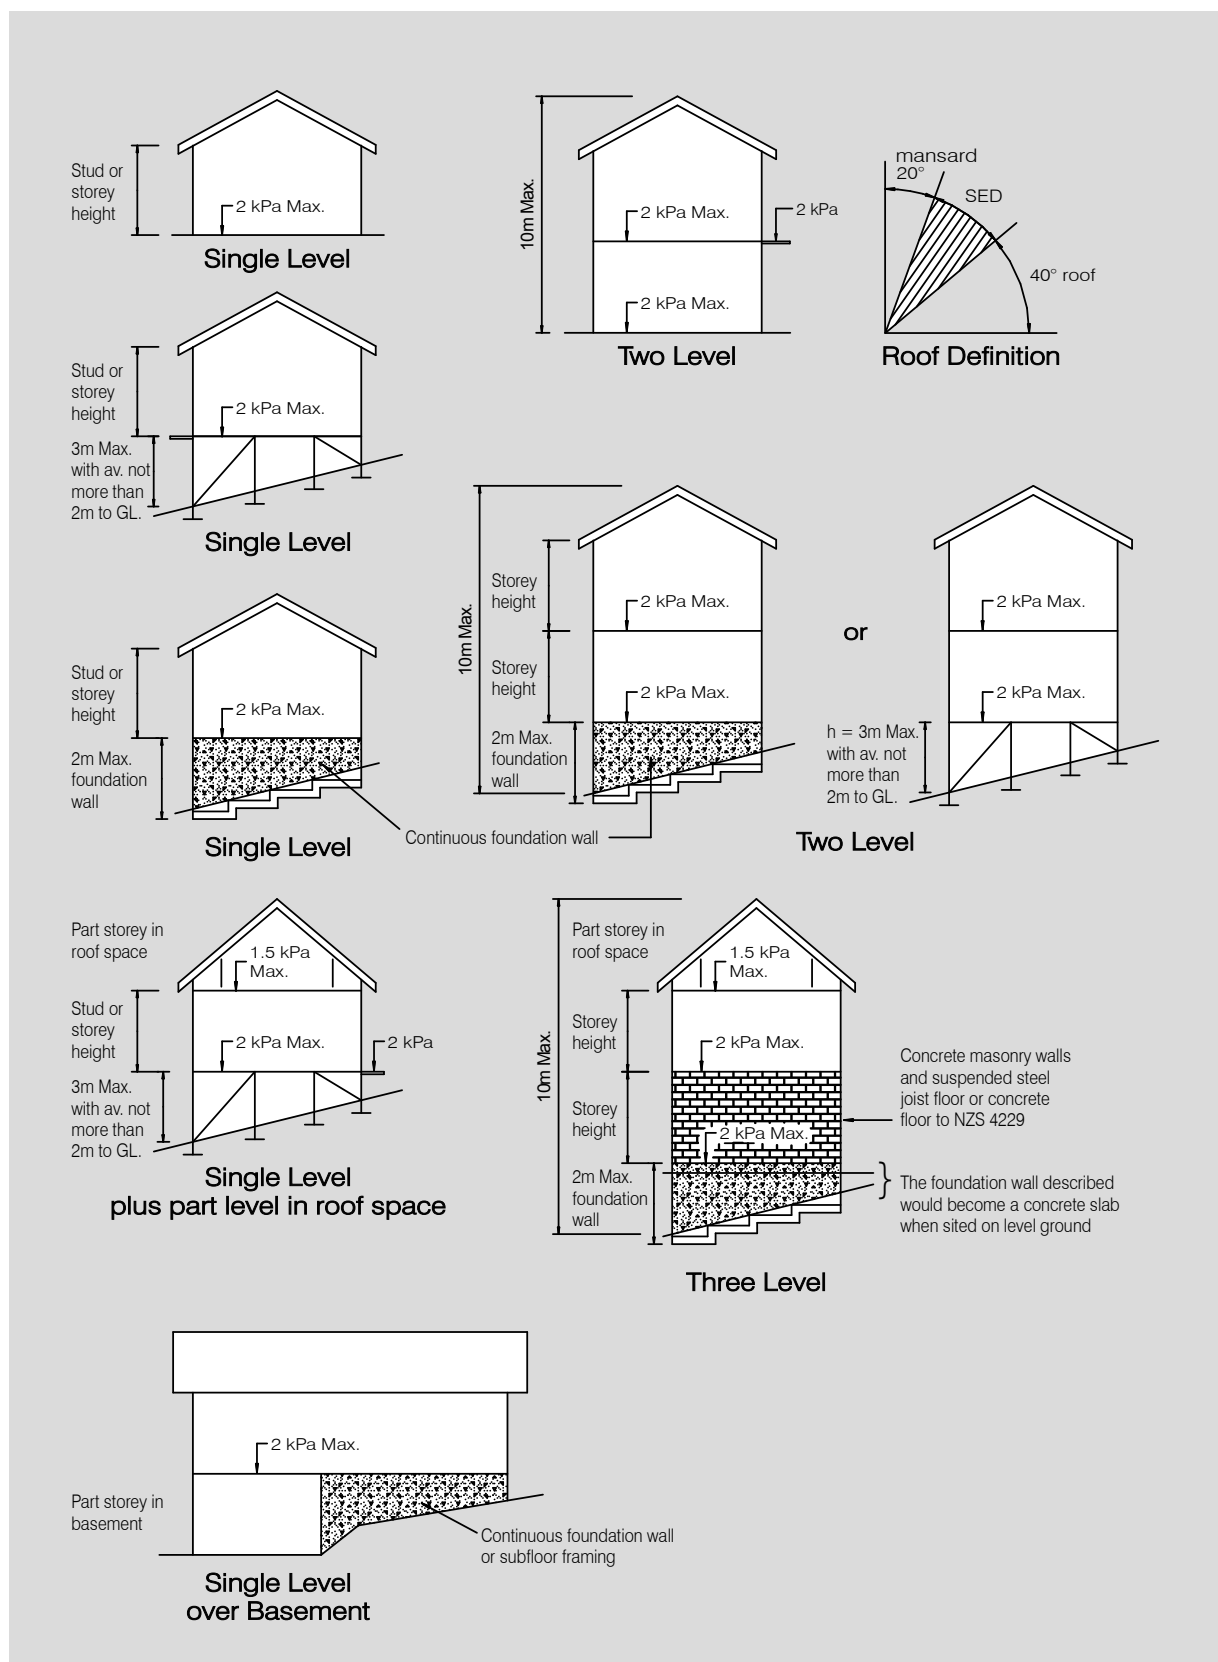 Stud or
storey
height
2 kPa Max.
Single Level
10m Max.
2 kPa Max.
2 kPa
2 kPa Max.
Two Level
mansard
20°
SED
40° roof
Roof Definition
Stud or
storey
height
2 kPa Max.
3m Max.
with av. not
more than
2m to GL.
Single Level
Stud or
storey
height
2 kPa Max.
2m Max.
foundation
wall
Single Level
Continuous foundation wall
10m Max.
Storey
height
2 kPa Max.
Storey
height
2 kPa Max.
2m Max.
foundation
wall
or
2 kPa Max.
2 kPa Max.
h = 3m Max.
with av. not
more than
2m to GL.
Two Level
Part storey in
roof space
1.5 kPa
Max.
Stud or
storey
height
2 kPa Max.
2 kPa
3m Max.
with av. not
more than
2m to GL.
Single Level
plus part level in roof space
10m Max.
Part storey in
roof space
1.5 kPa
Max.
Storey
height
2 kPa Max.
Storey
height
2 kPa Max.
2m Max.
foundation
wall
Concrete masonry walls
and suspended steel
joist floor or concrete
floor to NZS 4229
The foundation wall described
would become a concrete slab
when sited on level ground
Three Level
2 kPa Max.
Part storey in
basement
Continuous foundation wall
or subfloor framing
Single Level
over Basement